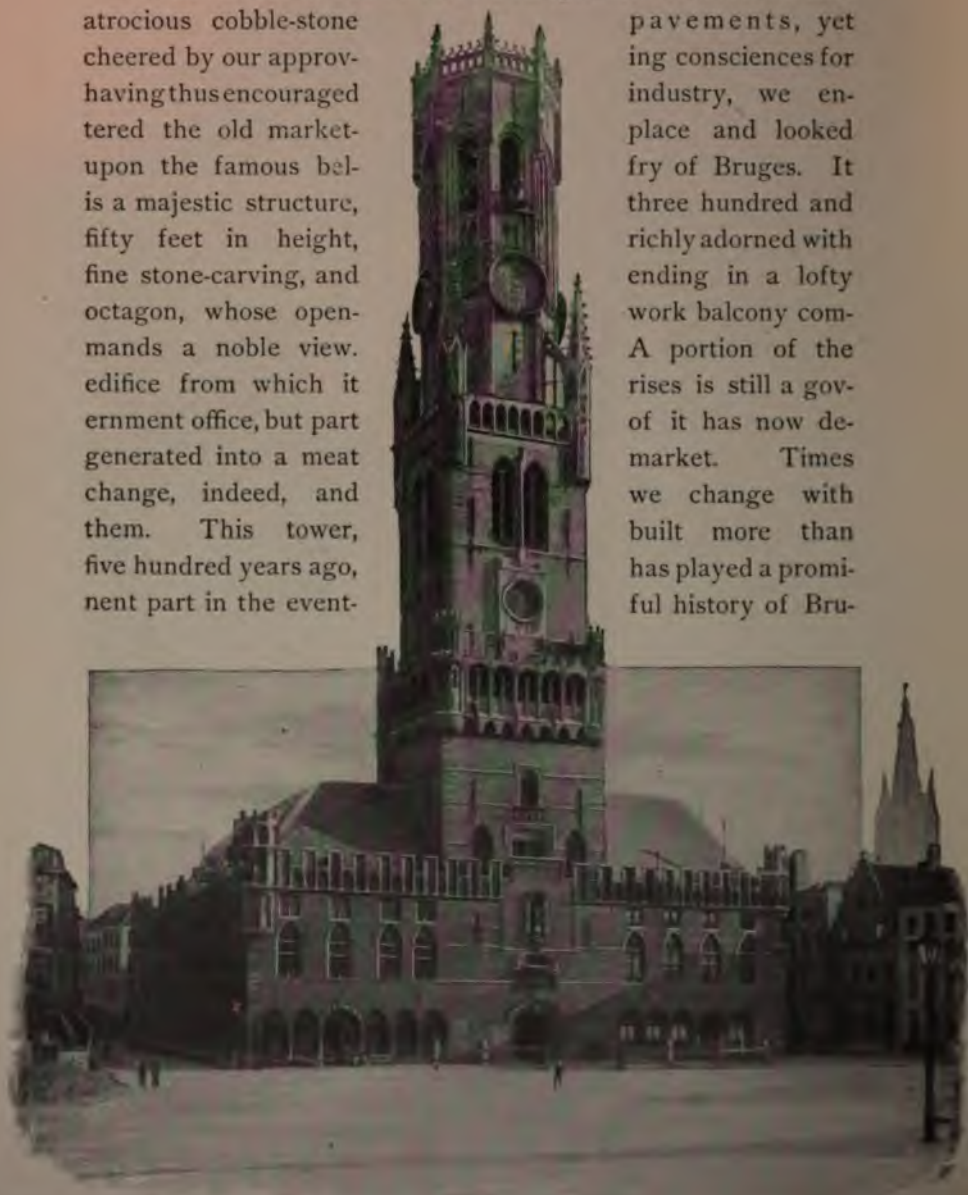 atrocious cobble-stone pavements, yet
cheered by our approv- ing consciences for
having thus encouraged industry, we en-
tered the old market- place and looked
upon the famous bel- fry of Bruges. It
is a majestic structure, three hundred and
fifty feet in height, richly adorned with
fine stone-carving, and ending in a lofty
octagon, whose open- work balcony com-
mands a noble view. A portion of the
edifice from which it rises is still a gov-
ernment office, but part of it has now de-
generated into a meat market. Times
change, indeed, and we change with
them. This tower, built more than
five hundred years ago, has played a promi-
nent part in the event- ful history of Bru-